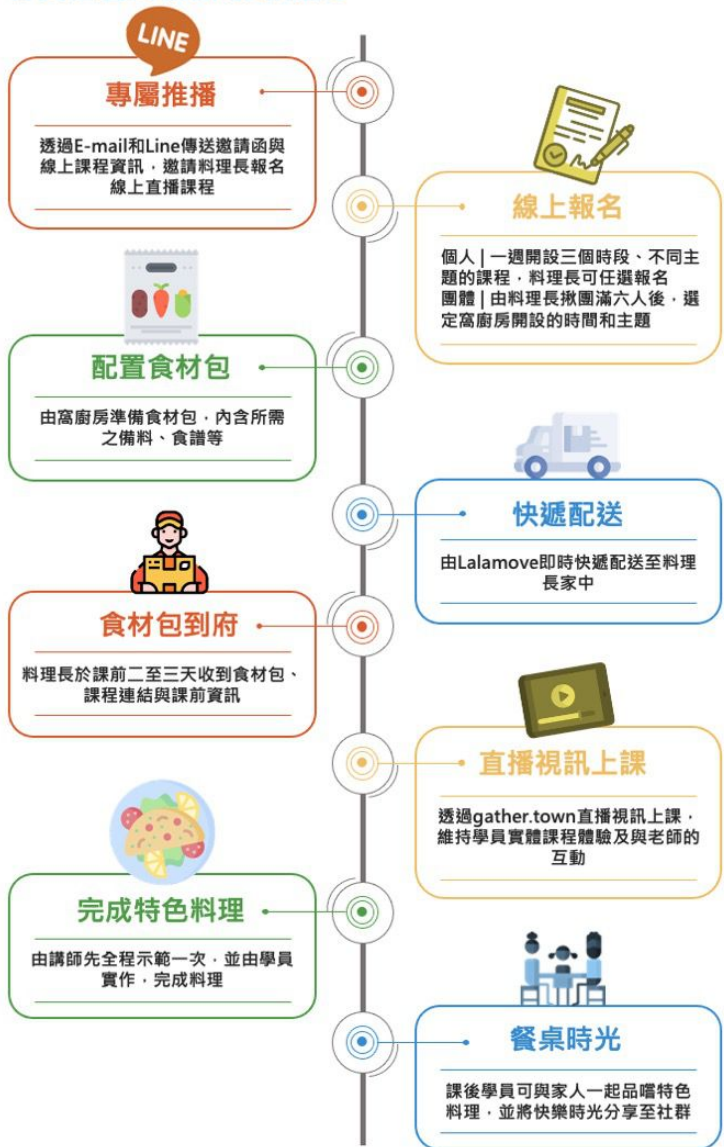 LINE
專屬推播
透過E-mail和Line傳送邀請函與
線上課程資訊，邀請料理長報名
線上直播課程
線上報名
個人 | 一週開設三個時段、不同主
題的課程，料理長可任選報名
團體 | 由料理長揪團滿六人後，選
定窩廚房開設的時間和主題
配置食材包
由窩廚房準備食材包，內含所需
之備料、食譜等
快遞配送
由Lalamove即時快遞配送至料理
長家中
食材包到府
料理長於課前二至三天收到食材包、
課程連結與課前資訊
直播視訊上課
透過gather.town直播視訊上課，
維持學員實體課程體驗及與老師的
互動
完成特色料理
由講師先全程示範一次，並由學員
實作，完成料理
餐桌時光
課後學員可與家人一起品嚐特色
料理，並將快樂時光分享至社群